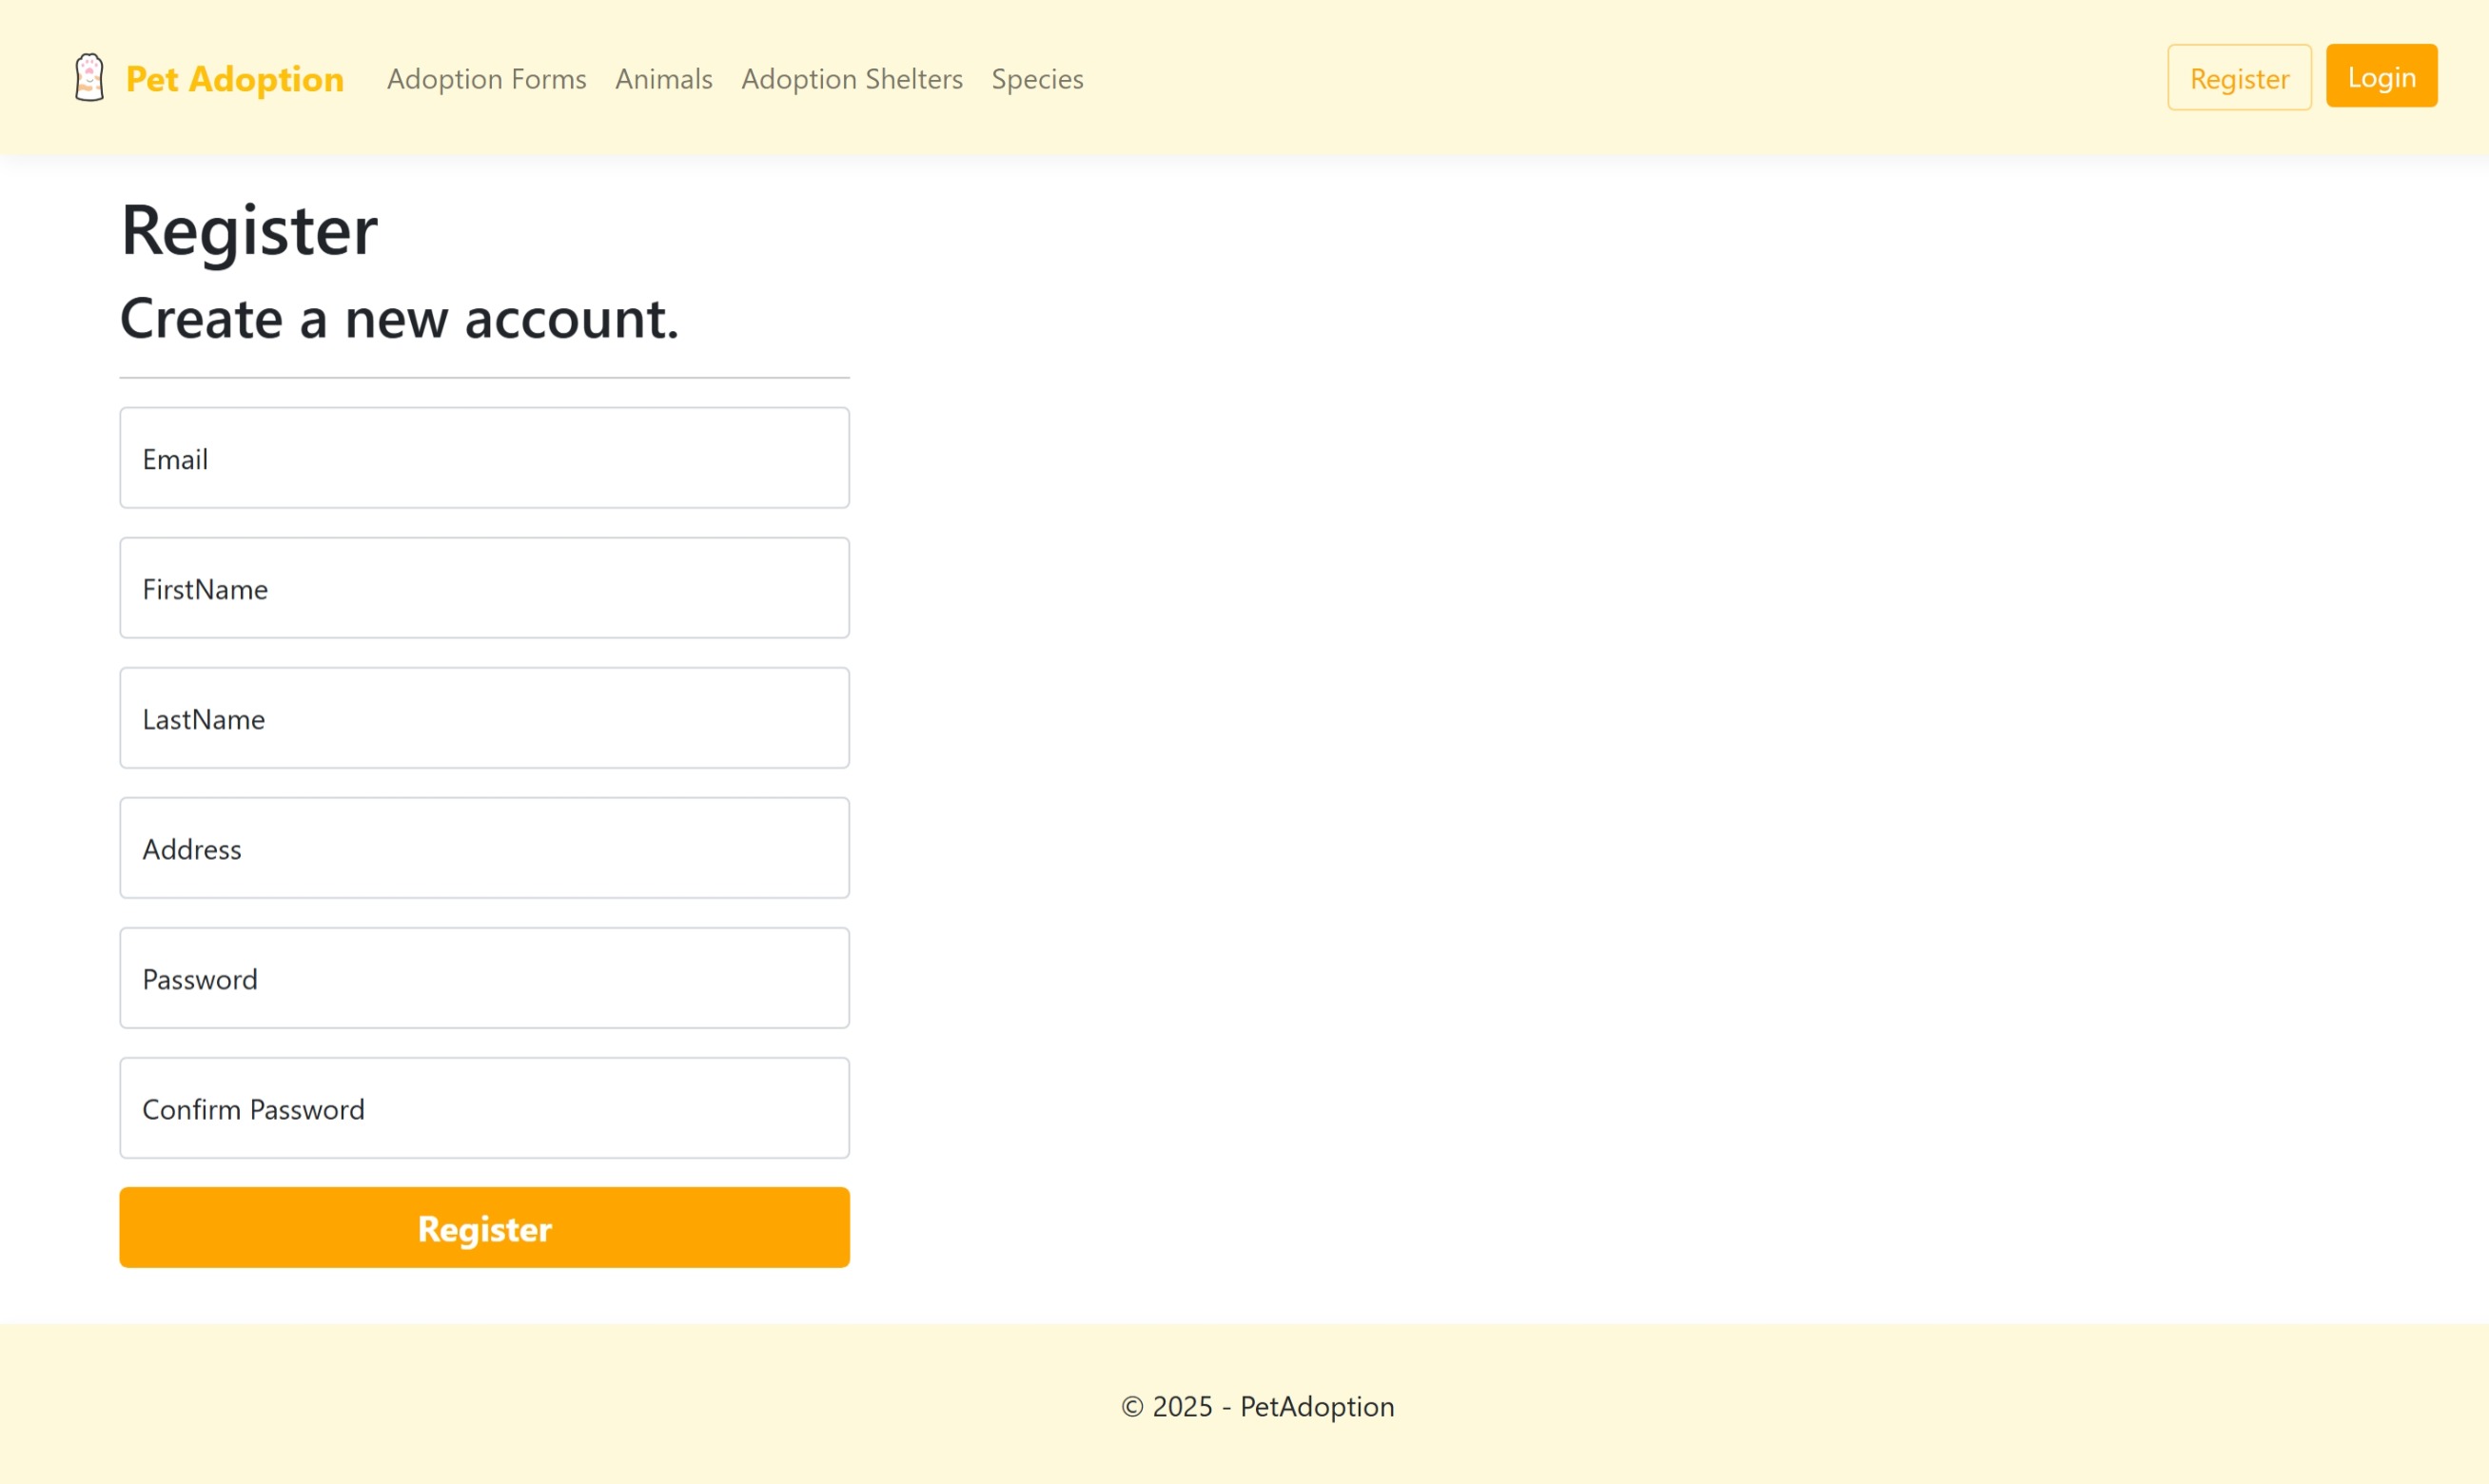 Pet Adoption Adoption Forms Animals Adoption Shelters Species Register Login
Register
Create a new account.
Email
FirstName
LastName
Address
Password
Confirm Password
Register
© 2025 - PetAdoption